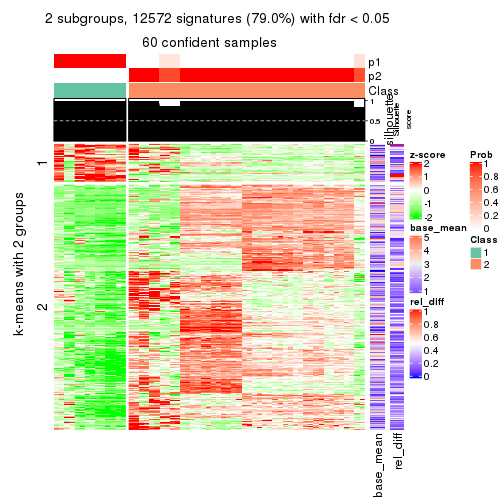 2 subgroups, 12572 signatures (79.0%) with fdr < 0.05
60 confident samples
p1
p2
Class
silhouette
Silhouette
score
1
0.5
0
k-means with 2 groups
1
2
z-score
2
1
0
-1
-2
base_mean
5
4
3
2
1
rel_diff
1
0.8
0.6
0.4
0.2
0
Prob
1
0.8
0.6
0.4
0.2
0
Class
1
2
base_mean
rel_diff